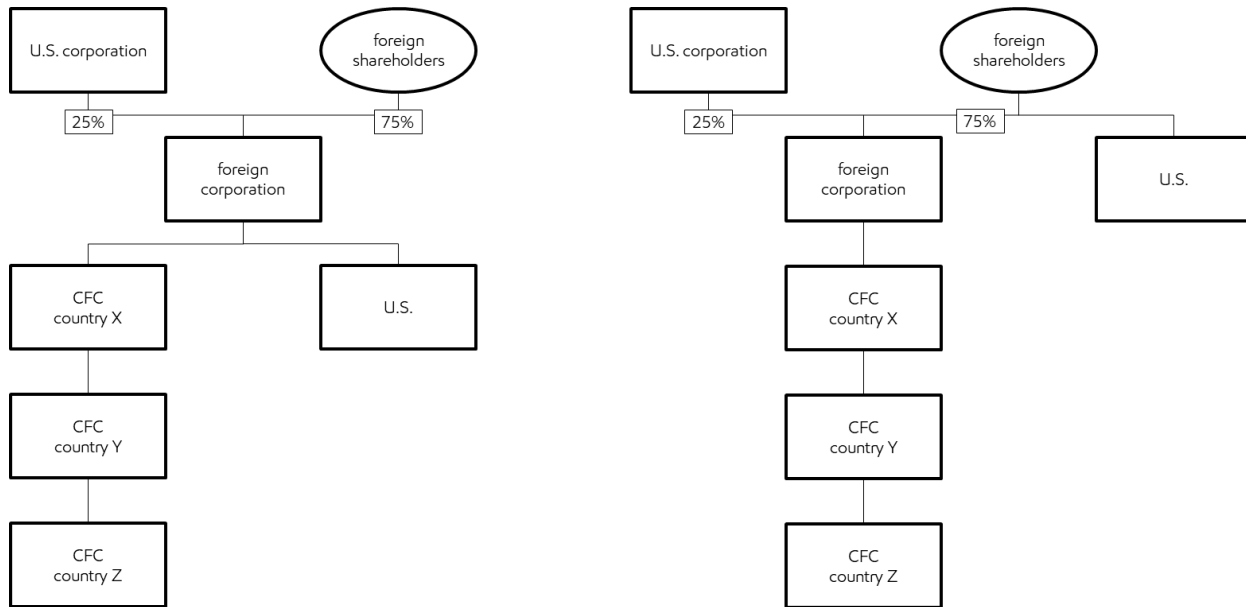 U.S. corporation
foreign
shareholders
25%
75%
foreign
corporation
CFC
country X
U.S.
CFC
country Y
CFC
country Z
U.S. corporation
foreign
shareholders
25%
75%
foreign
corporation
U.S.
CFC
country X
CFC
country Y
CFC
country Z